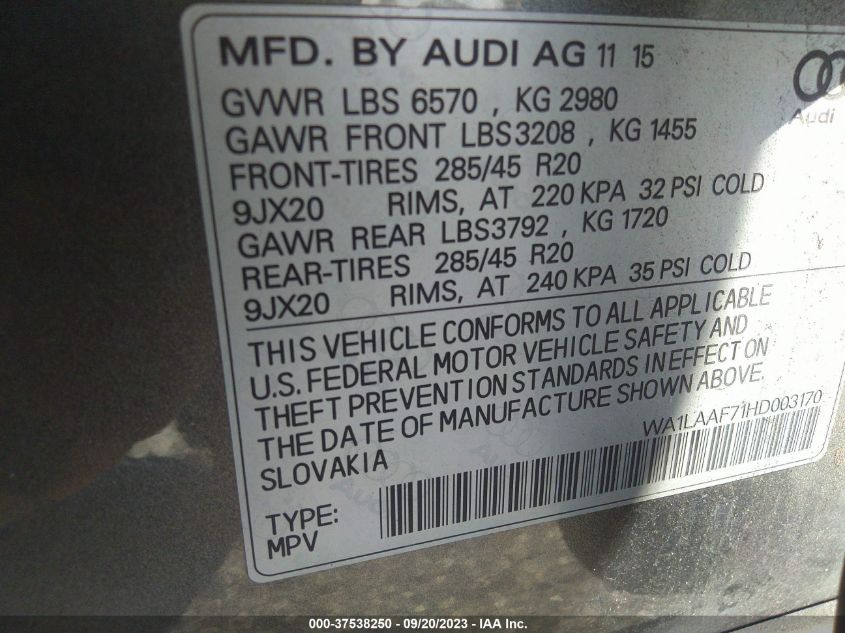 MFD. BY AUDI AG 11 15
Audi
GVWR LBS 6570 , KG 2980
GAWR FRONT LBS3208 , KG 1455
FRONT-TIRES 285/45 R20
9JX20 RIMS, AT 220 KPA 32 PSI COLD
GAWR REAR LBS3792 , KG 1720
REAR-TIRES 285/45 R20
9JX20 RIMS, AT 240 KPA 35 PSI COLD
THIS VEHICLE CONFORMS TO ALL APPLICABLE
U.S. FEDERAL MOTOR VEHICLE SAFETY AND
THEFT PREVENTION STANDARDS IN EFFECT ON
THE DATE OF MANUFACTURE SHOWN ABOVE.
SLOVAKIA
WA1LAAF71HD003170
TYPE:
MPV
000-37538250 - 09/20/2023 - IAA Inc.